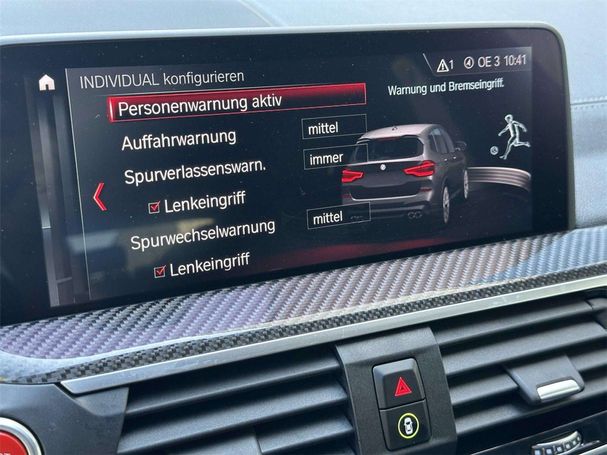 1 4 OE 3 10:41
INDIVIDUAL konfigurieren
Personenwarnung aktiv
Warnung und Bremseingriff.
Auffahrwarnung mittel
Spurverlassenswarn. immer
Lenkeingriff
Spurwechselwarnung mittel
Lenkeingriff